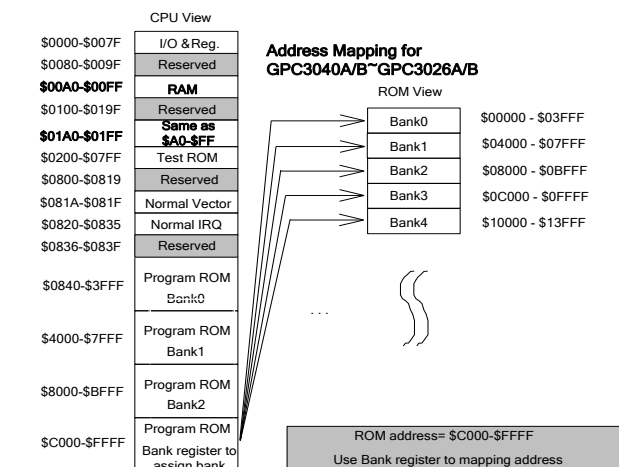 CPU View
$0000-$007F I/O &Reg.
$0080-$009F Reserved
$00A0-$00FF RAM
$0100-$019F Reserved
$01A0-$01FF Same as
$A0-$FF
$0200-$07FF Test ROM
$0800-$0819 Reserved
$081A-$081F Normal Vector
$0820-$0835 Normal IRQ
$0836-$083F Reserved
$0840-$3FFF Program ROM
Bank0
$4000-$7FFF Program ROM
Bank1
$8000-$BFFF Program ROM
Bank2
$C000-$FFFF Program ROM
Bank register to
assign bank
Address Mapping for
GPC3040A/B~GPC3026A/B
ROM View
Bank0 $00000 - $03FFF
Bank1 $04000 - $07FFF
Bank2 $08000 - $0BFFF
Bank3 $0C000 - $0FFFF
Bank4 $10000 - $13FFF
...
ROM address= $C000-$FFFF
Use Bank register to mapping address